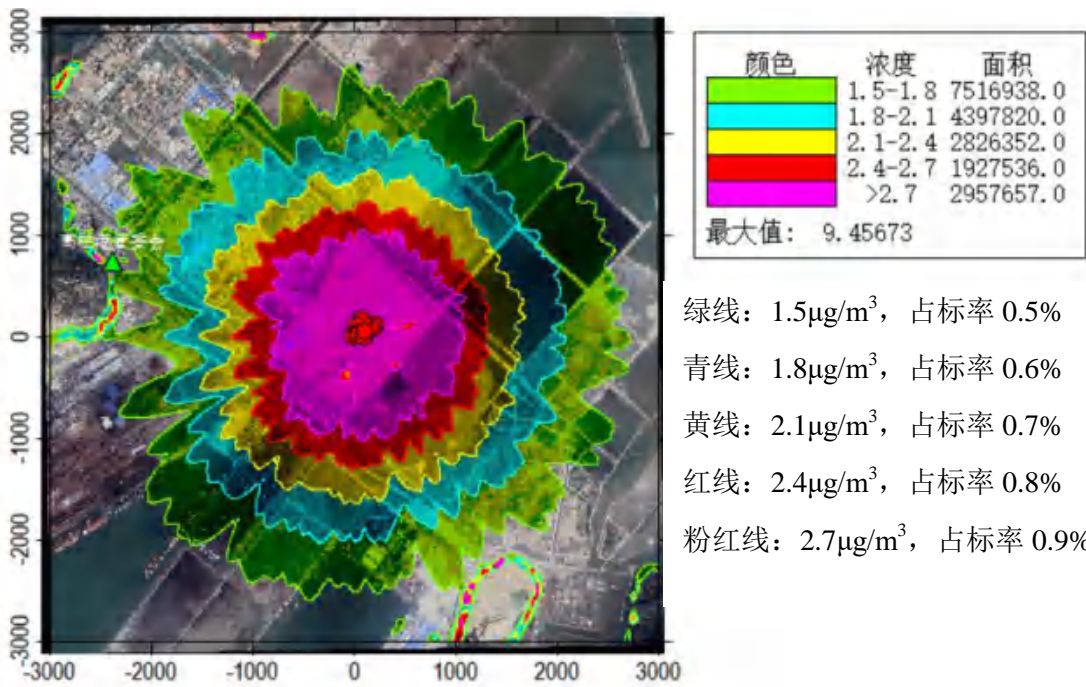 颜色 浓度 面积
1.5-1.8 7516938.0
1.8-2.1 4397820.0
2.1-2.4 2826352.0
2.4-2.7 1927536.0
>2.7 2957657.0
最大值: 9.45673
绿线：1.5μg/m³，占标率 0.5%
青线：1.8μg/m³，占标率 0.6%
黄线：2.1μg/m³，占标率 0.7%
红线：2.4μg/m³，占标率 0.8%
粉红线：2.7μg/m³，占标率 0.9%
3000
2000
1000
0
-1000
-2000
-3000
-3000 -2000 -1000 0 1000 2000 3000